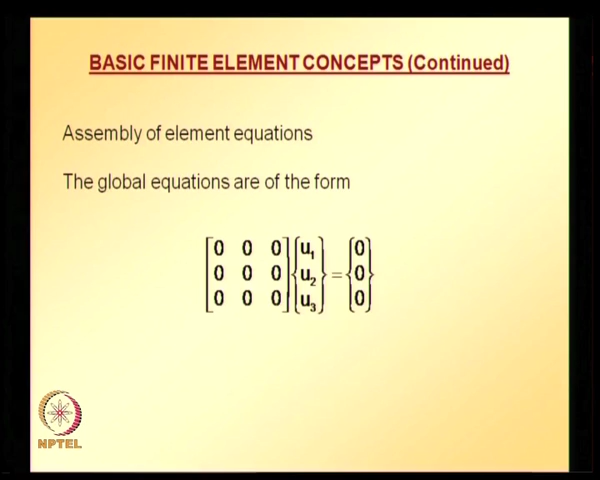 BASIC FINITE ELEMENT CONCEPTS (Continued)
Assembly of element equations
The global equations are of the form
[0 0 0] {u₁} {0}
[0 0 0] {u₂} = {0}
[0 0 0] {u₃} {0}
NPTEL